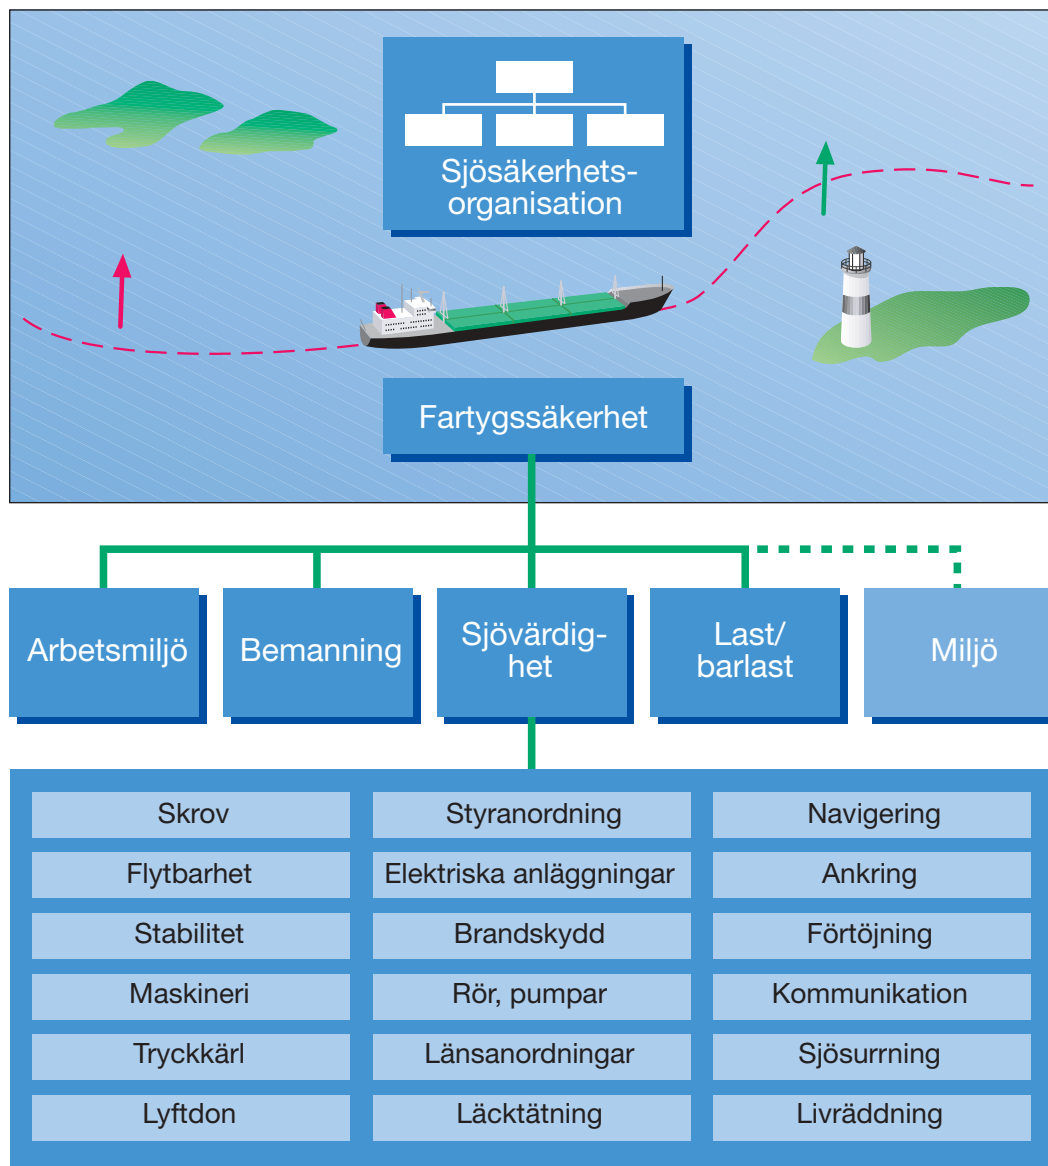 Sjösäkerhets-
organisation
Fartygssäkerhet
Arbetsmiljö
Bemanning
Sjövärdig-
het
Last/
barlast
Miljö
Skrov
Styranordning
Navigering
Flytbarhet
Elektriska anläggningar
Ankring
Stabilitet
Brandskydd
Förtöjning
Maskineri
Rör, pumpar
Kommunikation
Tryckkärl
Länsanordningar
Sjösurrning
Lyftdon
Läcktätning
Livräddning